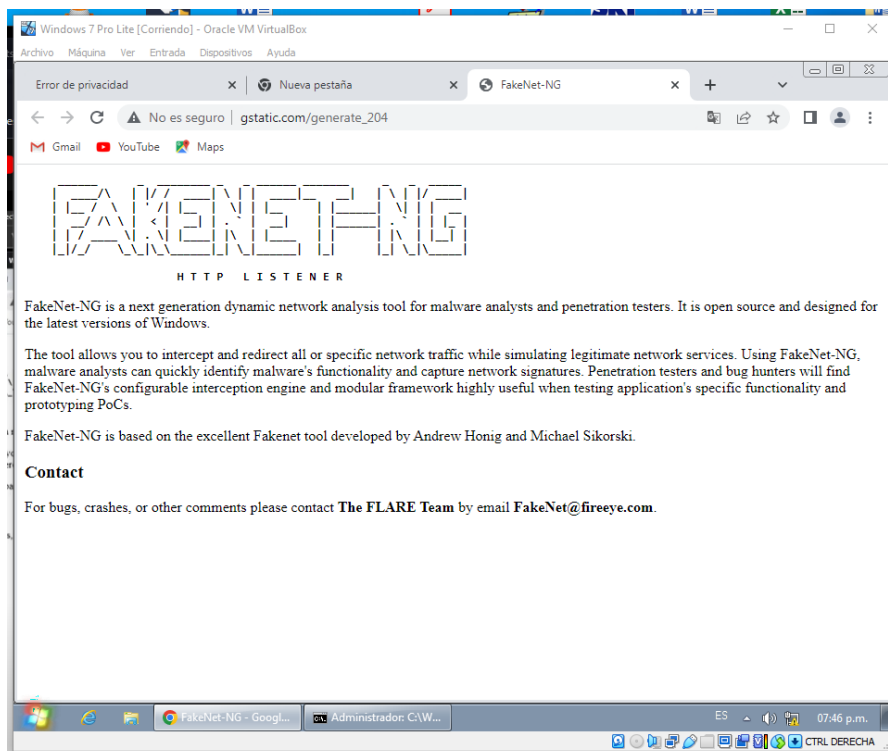 Windows 7 Pro Lite [Corriendo] - Oracle VM VirtualBox
Archivo Máquina Ver Entrada Dispositivos Ayuda
Error de privacidad
Nueva pestaña
FakeNet-NG
No es seguro gstatic.com/generate_204
Gmail YouTube Maps
FAKENET-NG
HTTP LISTENER
FakeNet-NG is a next generation dynamic network analysis tool for malware analysts and penetration testers. It is open source and designed for
the latest versions of Windows.
The tool allows you to intercept and redirect all or specific network traffic while simulating legitimate network services. Using FakeNet-NG,
malware analysts can quickly identify malware's functionality and capture network signatures. Penetration testers and bug hunters will find
FakeNet-NG's configurable interception engine and modular framework highly useful when testing application's specific functionality and
prototyping PoCs.
FakeNet-NG is based on the excellent Fakenet tool developed by Andrew Honig and Michael Sikorski.
Contact
For bugs, crashes, or other comments please contact The FLARE Team by email FakeNet@fireeye.com.
FakeNet-NG - Googl... Administrador: C:\W... ES 07:46 p.m.
CTRL DERECHA